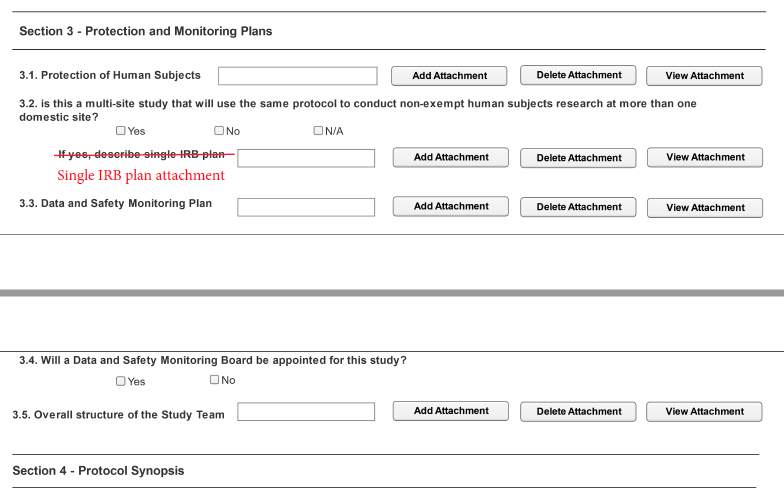 Section 3 - Protection and Monitoring Plans
3.1. Protection of Human Subjects Add Attachment Delete Attachment View Attachment
3.2. is this a multi-site study that will use the same protocol to conduct non-exempt human subjects research at more than one
domestic site?
Yes No N/A
If yes, describe single IRB plan Add Attachment Delete Attachment View Attachment
Single IRB plan attachment
3.3. Data and Safety Monitoring Plan Add Attachment Delete Attachment View Attachment
3.4. Will a Data and Safety Monitoring Board be appointed for this study?
Yes No
3.5. Overall structure of the Study Team Add Attachment Delete Attachment View Attachment
Section 4 - Protocol Synopsis